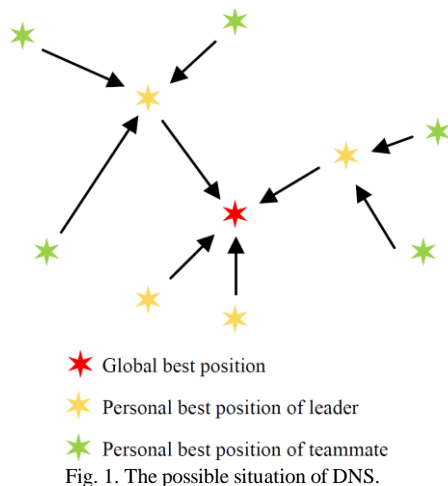 Global best position
Personal best position of leader
Personal best position of teammate
Fig. 1. The possible situation of DNS.